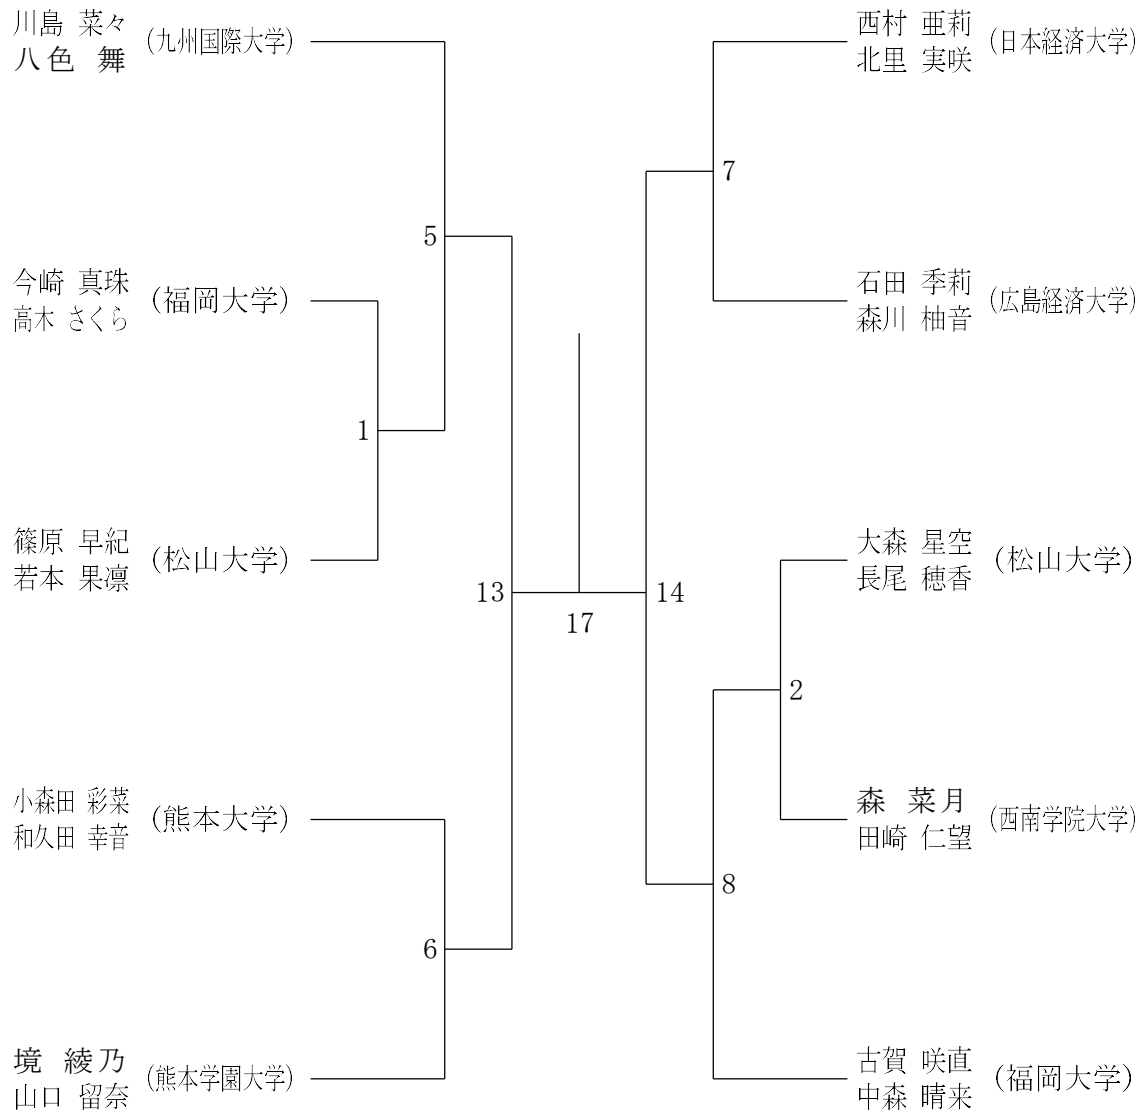 川島 菜々
八色 舞
(九州国際大学)
5
今崎 真珠
高木 さくら
(福岡大学)
1
篠原 早紀
若本 果凛
(松山大学)
13
17
小森田 彩菜
和久田 幸音
(熊本大学)
6
境 綾乃
山口 留奈
(熊本学園大学)
西村 亜莉
北里 実咲
(日本経済大学)
7
石田 季莉
森川 柚音
(広島経済大学)
14
大森 星空
長尾 穂香
(松山大学)
2
森 菜月
田崎 仁望
(西南学院大学)
8
古賀 咲直
中森 晴来
(福岡大学)